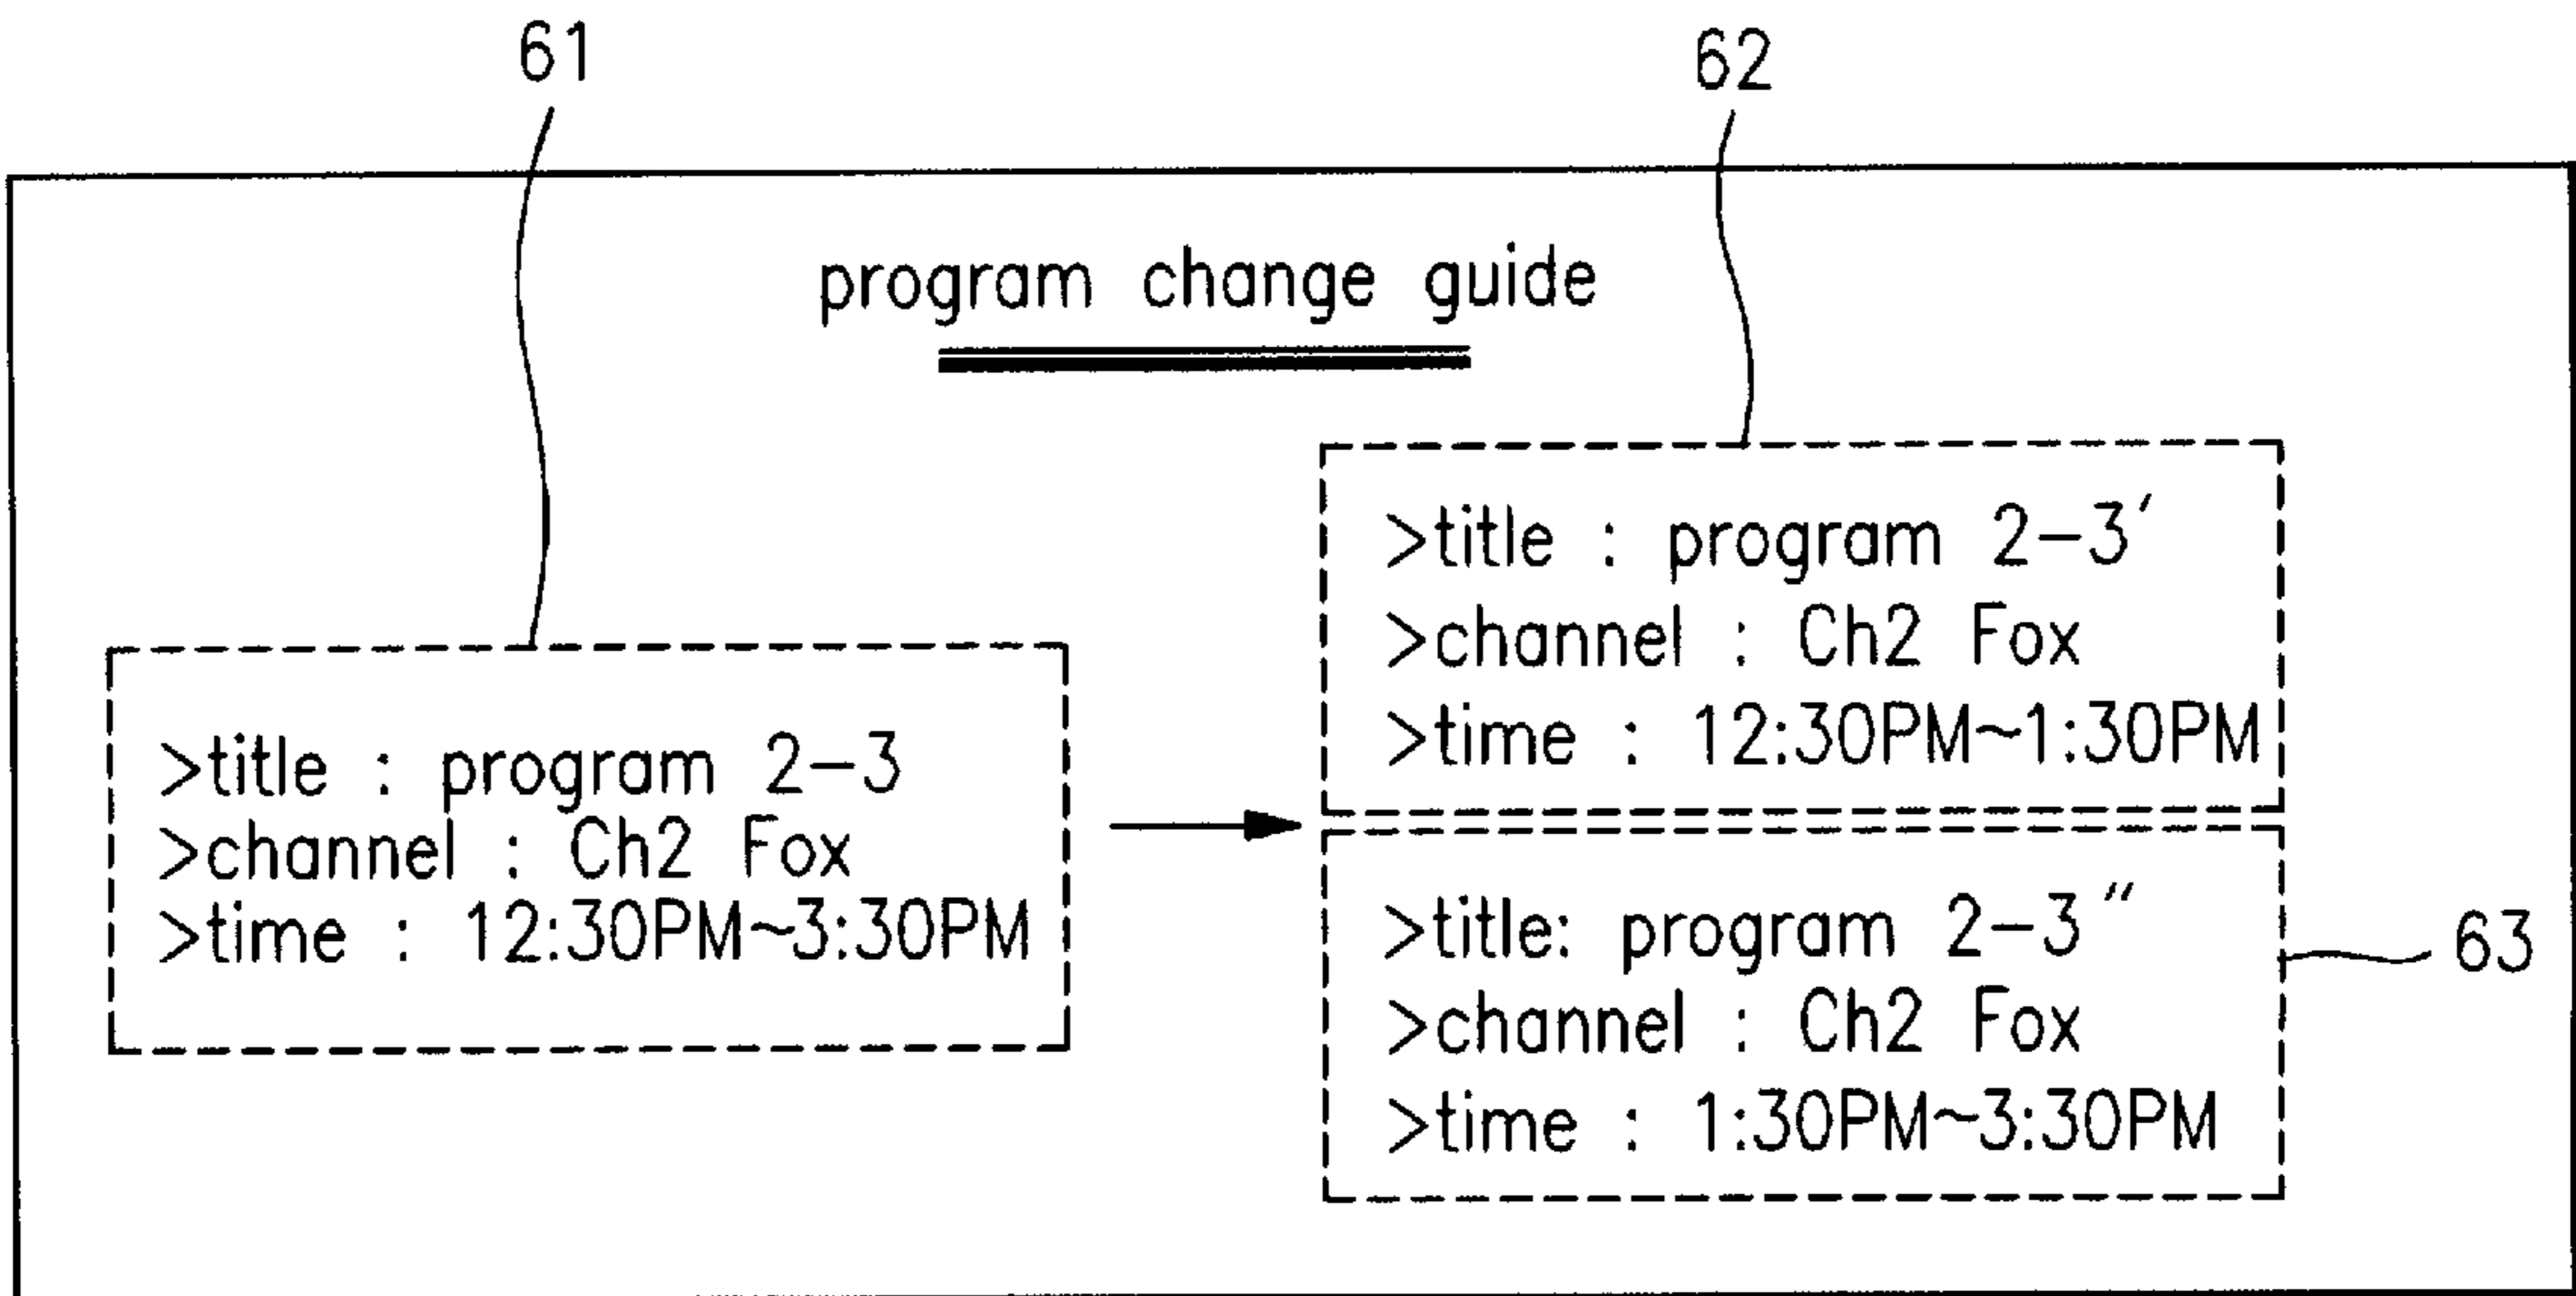 61
62
program change guide
>title : program 2-3
>channel : Ch2 Fox
>time : 12:30PM~3:30PM
>title : program 2-3′
>channel : Ch2 Fox
>time : 12:30PM~1:30PM
>title: program 2-3″
>channel : Ch2 Fox
>time : 1:30PM~3:30PM
63